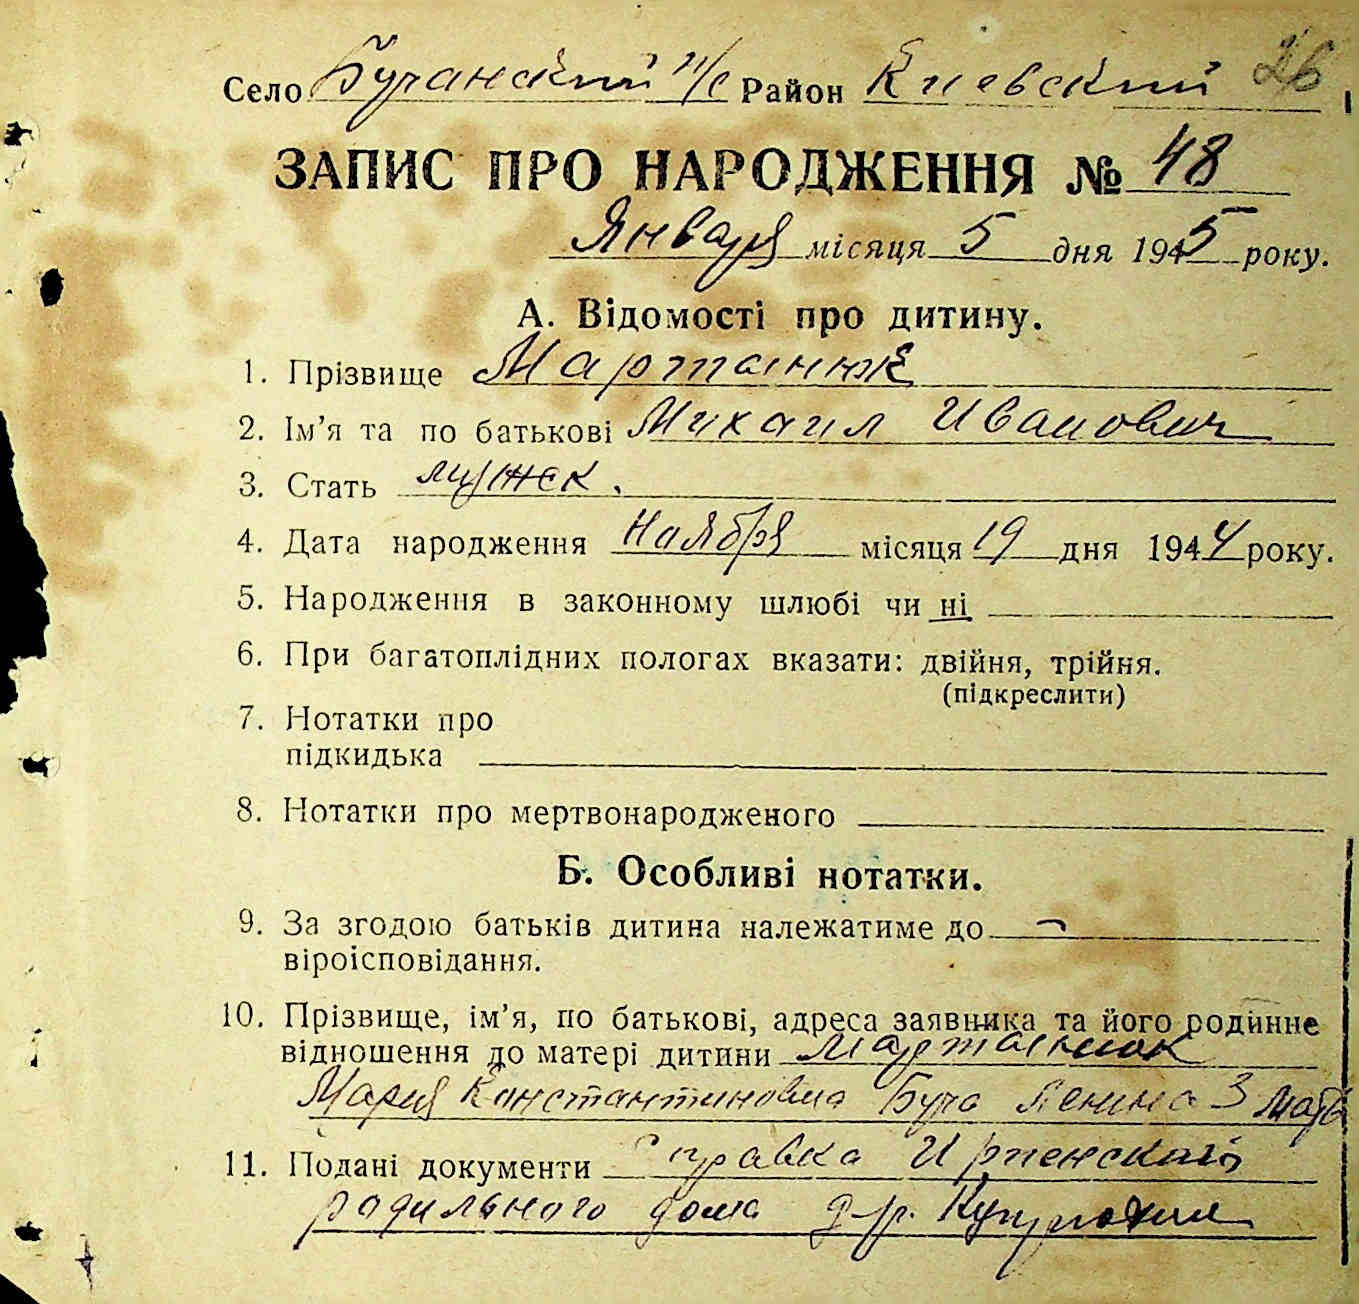 26
Село Бучанский п/с Район Киевский
ЗАПИС ПРО НАРОДЖЕННЯ № 48
Января місяця 5 дня 1945 року.
А. Відомості про дитину.
1. Прізвище Мартанюк
2. Ім’я та по батькові Михаил Иванович
3. Стать мужск.
4. Дата народження Ноября місяця 19 дня 1944 року.
5. Народження в законному шлюбі чи ні
6. При багатоплідних пологах вказати: двійня, трійня.
(підкреслити)
7. Нотатки про
підкидька
8. Нотатки про мертвонародженого
Б. Особливі нотатки.
9. За згодою батьків дитина належатиме до
віроісповідання.
10. Прізвище, ім’я, по батькові, адреса заявника та його родинне
відношення до матері дитини Мартанюк
Мария Константиновна Буча Ленина 3 Мать
11. Подані документи Справка Ирпенского
родильного дома